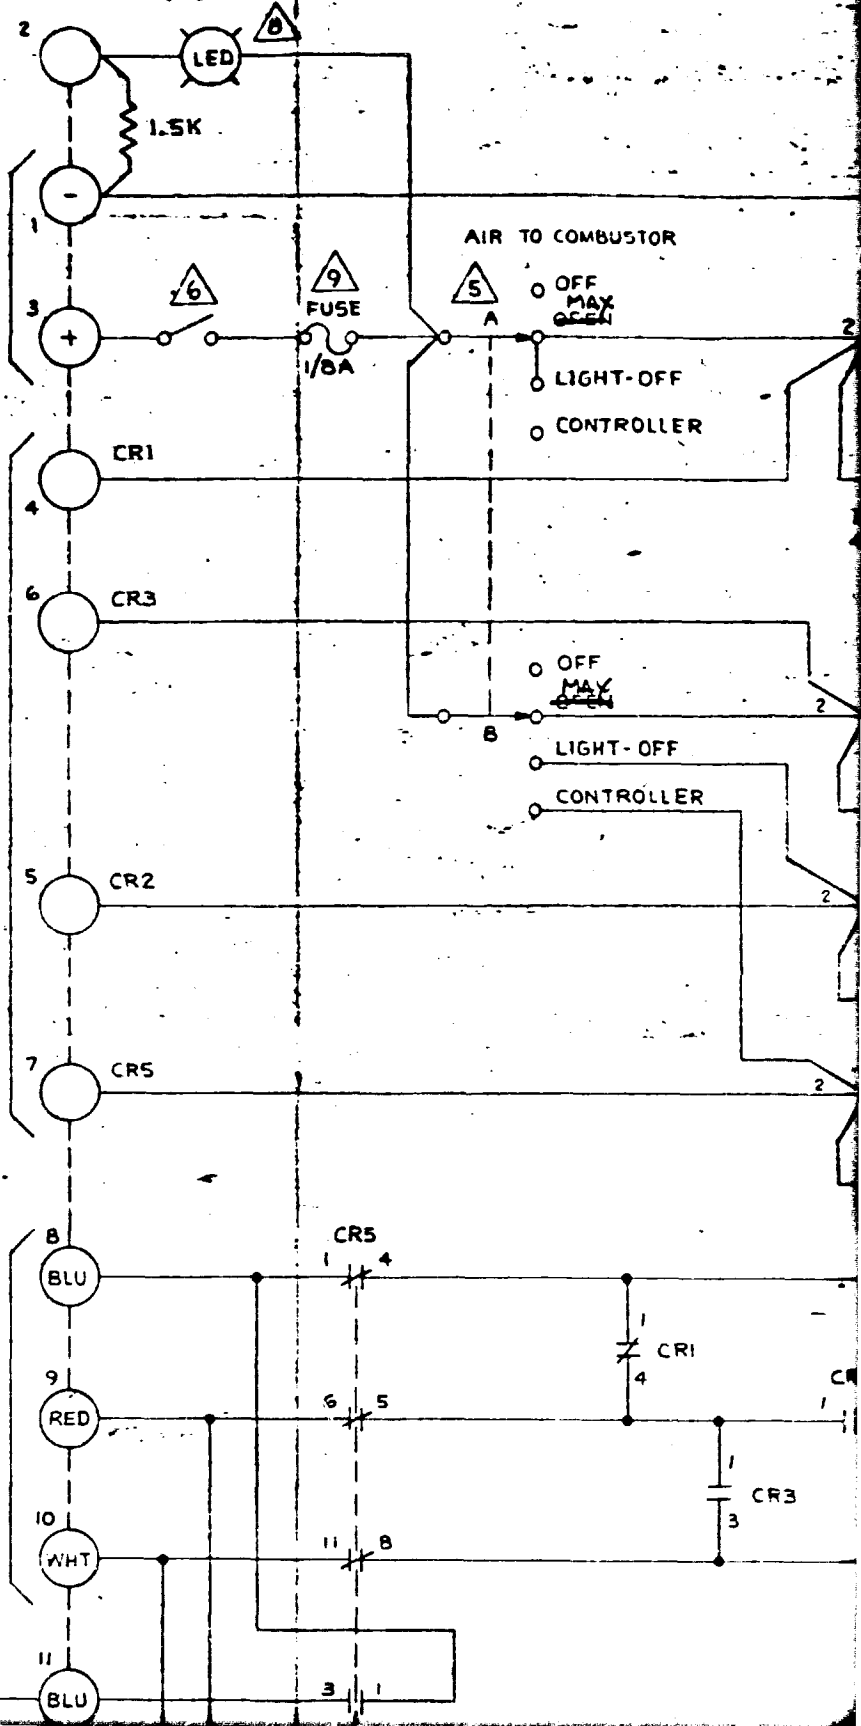 2
LED
8
1.5K
-
1
AIR TO COMBUSTOR
3
+
6
9
FUSE
1/8A
5
A
OFF
MAX
OPEN
2
LIGHT-OFF
CONTROLLER
CR1
4
6
CR3
OFF
MAX
OPEN
2
B
LIGHT-OFF
CONTROLLER
5
CR2
2
7
CR5
2
8
CR5
BLU
1
4
1
CR1
4
9
RED
6
5
1
1
CR3
3
10
WHT
11
8
11
BLU
3
1